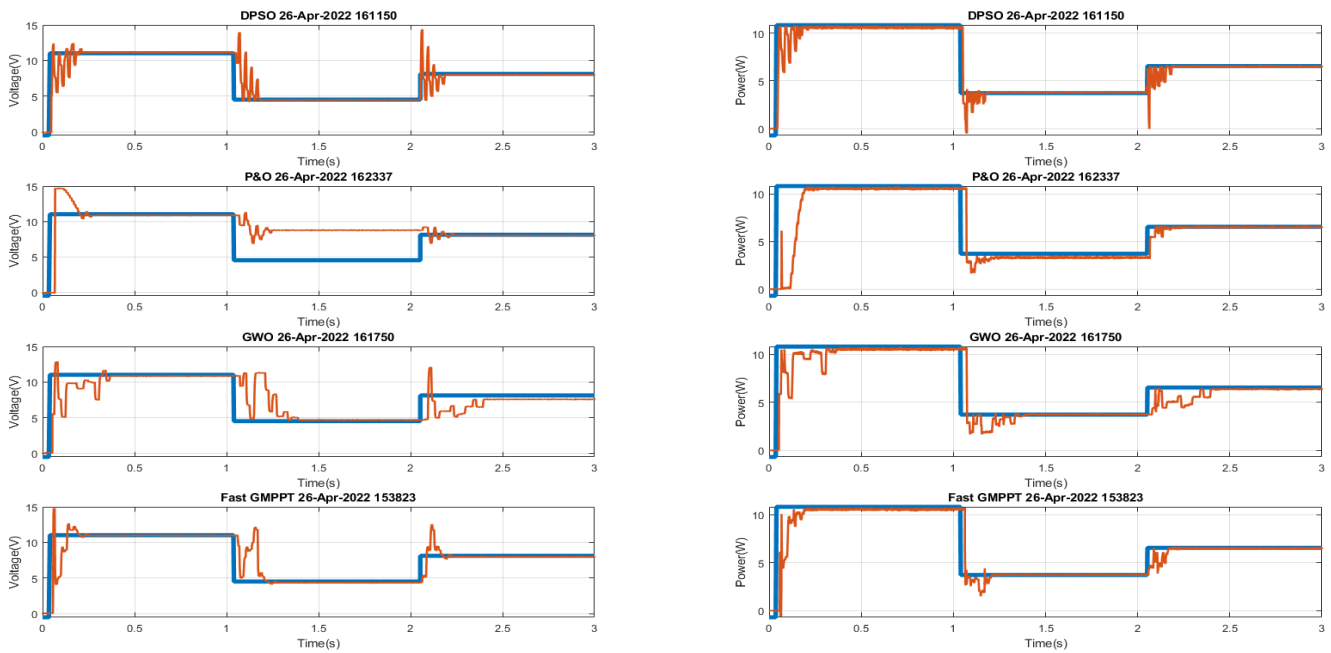 DPSO 26-Apr-2022 161150
Voltage(V)
15
10
5
0
0 0.5 1 1.5 2 2.5 3
Time(s)
P&O 26-Apr-2022 162337
Voltage(V)
15
10
5
0
0 0.5 1 1.5 2 2.5 3
Time(s)
GWO 26-Apr-2022 161750
Voltage(V)
15
10
5
0
0 0.5 1 1.5 2 2.5 3
Time(s)
Fast GMPPT 26-Apr-2022 153823
Voltage(V)
15
10
5
0
0 0.5 1 1.5 2 2.5 3
Time(s)
DPSO 26-Apr-2022 161150
Power(W)
10
5
0
0 0.5 1 1.5 2 2.5 3
Time(s)
P&O 26-Apr-2022 162337
Power(W)
10
5
0
0 0.5 1 1.5 2 2.5 3
Time(s)
GWO 26-Apr-2022 161750
Power(W)
10
5
0
0 0.5 1 1.5 2 2.5 3
Time(s)
Fast GMPPT 26-Apr-2022 153823
Power(W)
10
5
0
0 0.5 1 1.5 2 2.5 3
Time(s)